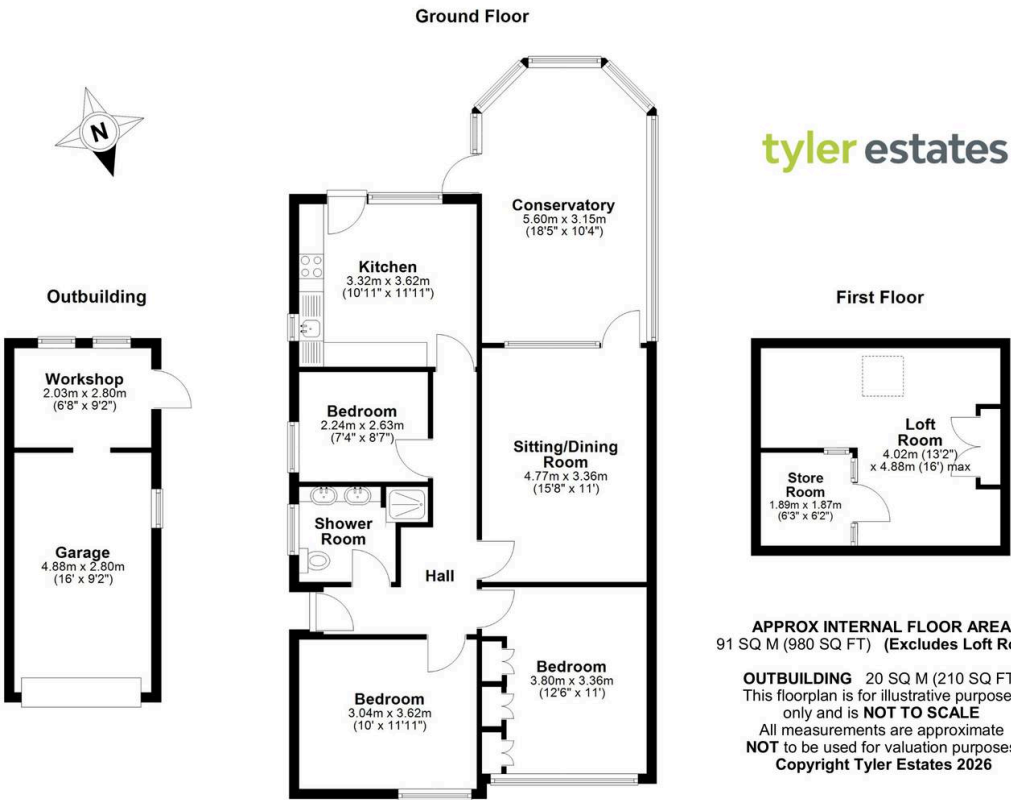 Ground Floor
N
tyler estates
Conservatory
5.60m x 3.15m
(18'5" x 10'4")
Kitchen
3.32m x 3.62m
(10'11" x 11'11")
Outbuilding
First Floor
Workshop
2.03m x 2.80m
(6'8" x 9'2")
Bedroom
2.24m x 2.63m
(7'4" x 8'7")
Sitting/Dining
Room
4.77m x 3.36m
(15'8" x 11')
Loft
Room
4.02m (13'2")
x 4.88m (16') max
Store
Room
1.89m x 1.87m
(6'3" x 6'2")
Shower
Room
Garage
4.88m x 2.80m
(16' x 9'2")
Hall
Bedroom
3.80m x 3.36m
(12'6" x 11')
Bedroom
3.04m x 3.62m
(10' x 11'11")
APPROX INTERNAL FLOOR AREA
91 SQ M (980 SQ FT) (Excludes Loft Ro
OUTBUILDING 20 SQ M (210 SQ FT
This floorplan is for illustrative purpose
only and is NOT TO SCALE
All measurements are approximate
NOT to be used for valuation purposes
Copyright Tyler Estates 2026